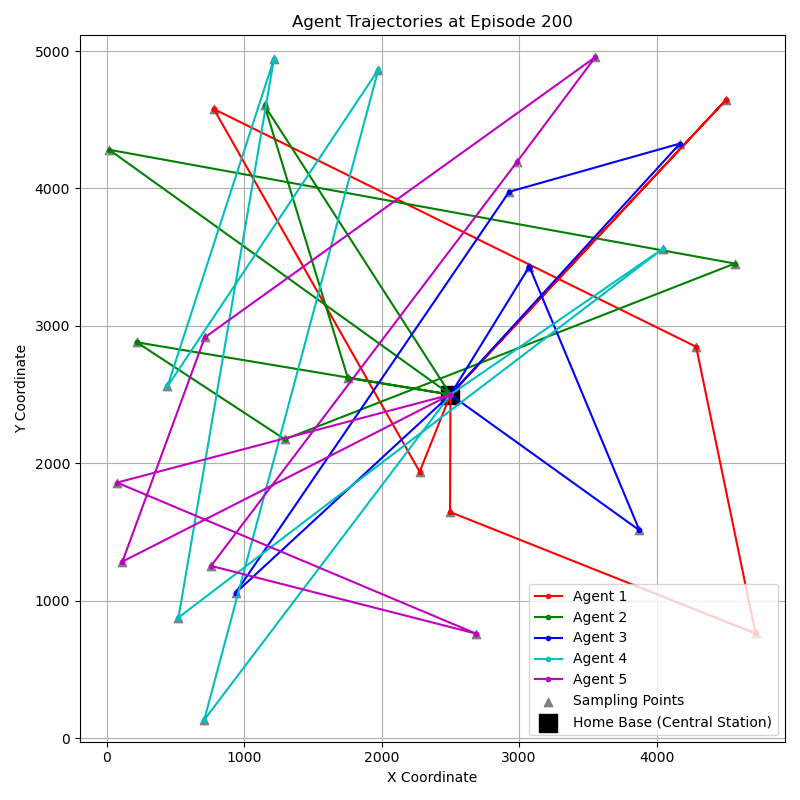 Agent Trajectories at Episode 200
5000
4000
3000
2000
1000
0
Y Coordinate
0 1000 2000 3000 4000
X Coordinate
Agent 1
Agent 2
Agent 3
Agent 4
Agent 5
Sampling Points
Home Base (Central Station)